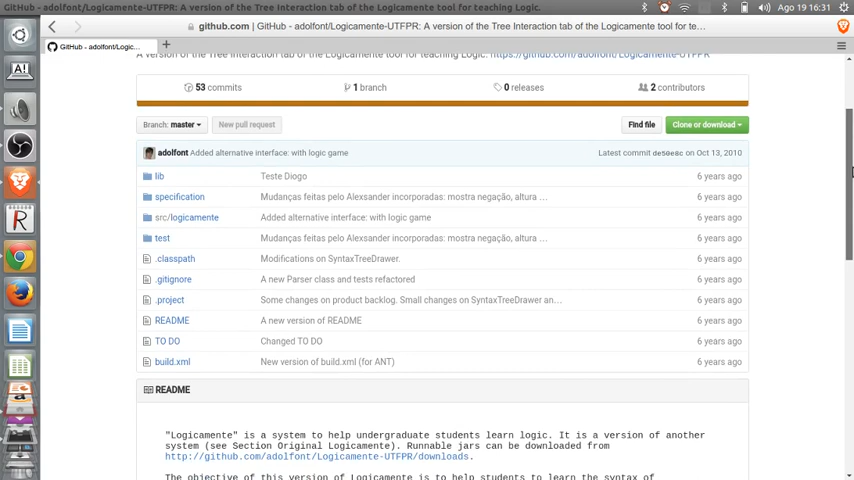 GitHub - adolfont/Logicamente-UTFPR: A version of the Tree Interaction tab of the Logicamente tool for teaching Logic.
Ago 19 16:31
github.com | GitHub - adolfont/Logicamente-UTFPR: A version of the Tree Interaction tab of the Logicamente tool for te...
GitHub - adolfont/Logic...
A version of the Tree Interaction tab of the Logicamente tool for teaching Logic. https://github.com/adolfont/Logicamente-UTFPR
53 commits
1 branch
0 releases
2 contributors
Branch: master
New pull request
Find file
Clone or download
adolfont Added alternative interface: with logic game
Latest commit de50e8c on Oct 13, 2010
lib Teste Diogo 6 years ago
specification Mudanças feitas pelo Alexsander incorporadas: mostra negação, altura ... 6 years ago
src/logicamente Added alternative interface: with logic game 6 years ago
test Mudanças feitas pelo Alexsander incorporadas: mostra negação, altura ... 6 years ago
.classpath Modifications on SyntaxTreeDrawer. 6 years ago
.gitignore A new Parser class and tests refactored 6 years ago
.project Some changes on product backlog. Small changes on SyntaxTreeDrawer an... 6 years ago
README A new version of README 6 years ago
TO DO Changed TO DO 6 years ago
build.xml New version of build.xml (for ANT) 6 years ago
README
"Logicamente" is a system to help undergraduate students learn logic. It is a version of another
system (see Section Original Logicamente). Runnable jars can be downloaded from
http://github.com/adolfont/Logicamente-UTFPR/downloads.
The objective of this version of Logicamente is to help students to learn the syntax of